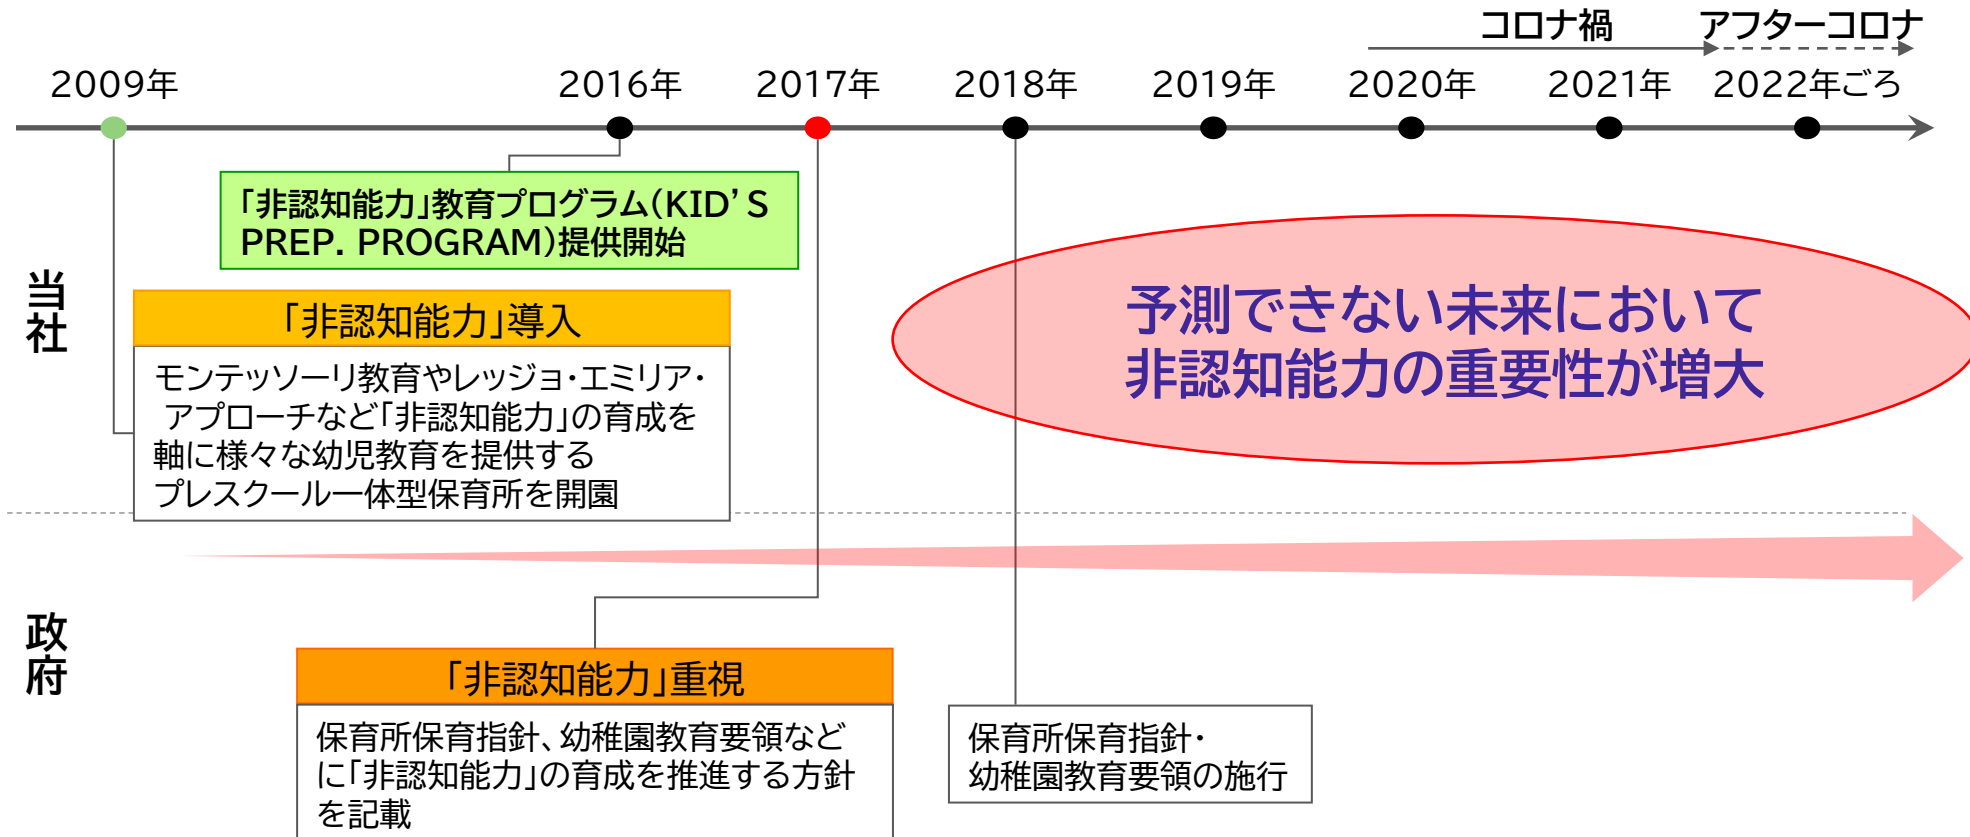 コロナ禍
アフターコロナ
2009年
2016年
2017年
2018年
2019年
2020年
2021年
2022年ごろ
当社
「非認知能力」教育プログラム(KID'S
PREP. PROGRAM)提供開始
「非認知能力」導入
モンテッソーリ教育やレッジョ・エミリア・
アプローチなど「非認知能力」の育成を
軸に様々な幼児教育を提供する
プレスクール一体型保育所を開園
予測できない未来において
非認知能力の重要性が増大
政府
「非認知能力」重視
保育所保育指針、幼稚園教育要領など
に「非認知能力」の育成を推進する方針
を記載
保育所保育指針・
幼稚園教育要領の施行